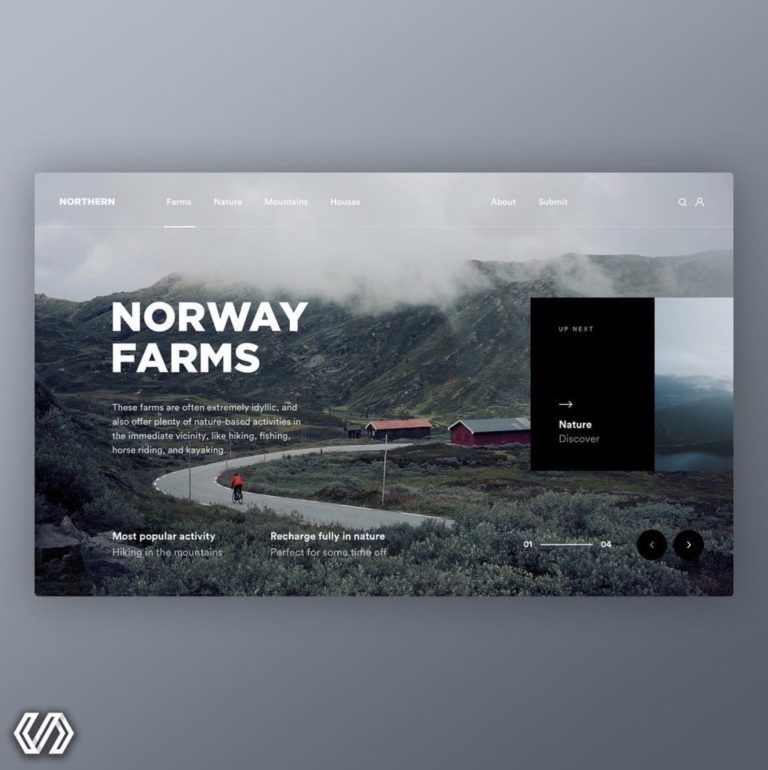 NORTHERN Farms Nature Mountains Houses About Submit
NORWAY
FARMS
These farms are often extremely idyllic, and
also offer plenty of nature-based activities in
the immediate vicinity, like hiking, fishing,
horse riding, and kayaking.
UP NEXT
Nature
Discover
Most popular activity
Hiking in the mountains
Recharge fully in nature
Perfect for some time off
01 04